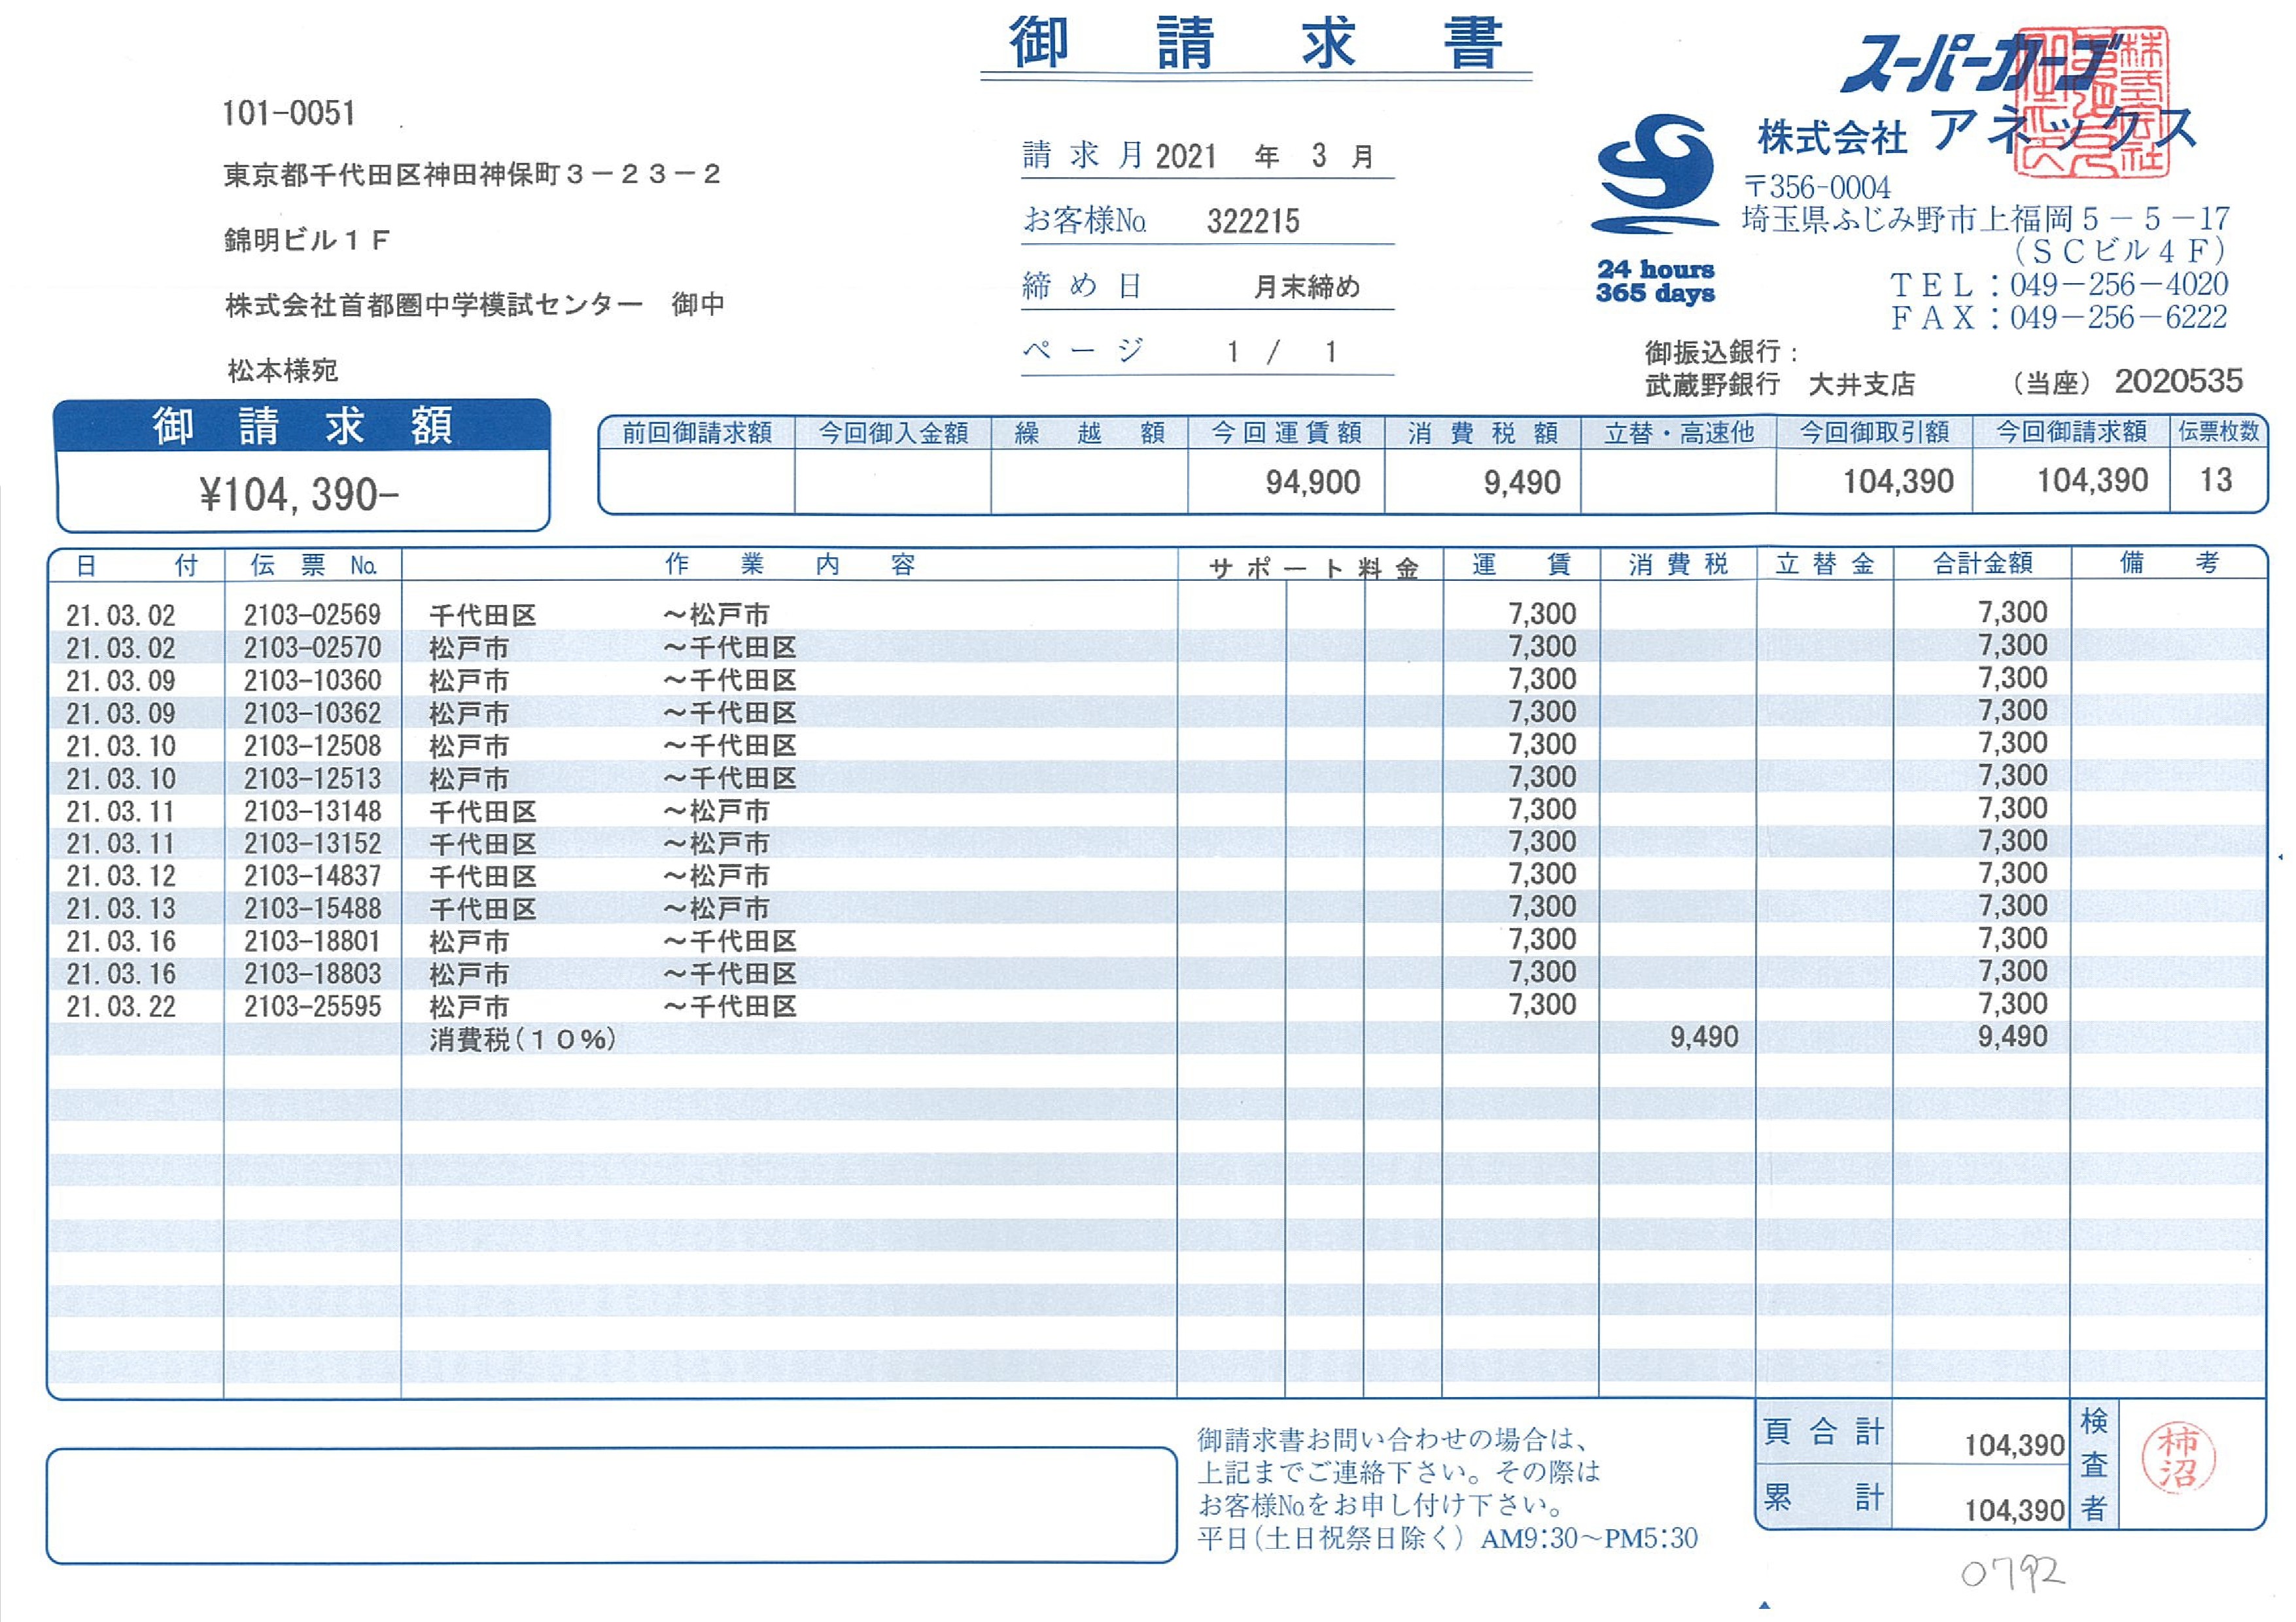 御請求書
101-0051
東京都千代田区神田神保町３－２３－２
錦明ビル１Ｆ
株式会社首都圏中学模試センター　御中
松本様宛
請求月 2021 年 3 月
お客様№ 322215
締め日 月末締め
ページ 1 / 1
スーパーカーゴ
株式会社 アネックス
〒356-0004
埼玉県ふじみ野市上福岡５－５－17
（ＳＣビル４Ｆ）
ＴＥＬ：049－256－4020
ＦＡＸ：049－256－6222
24 hours
365 days
御振込銀行：
武蔵野銀行　大井支店　（当座）2020535
御請求額
¥104,390-
前回御請求額 今回御入金額 繰越額 今回運賃額 消費税額 立替・高速他 今回御取引額 今回御請求額 伝票枚数
94,900 9,490 104,390 104,390 13
日付 伝票№ 作業内容 サポート料金 運賃 消費税 立替金 合計金額 備考
21.03.02 2103-02569 千代田区 ～松戸市 7,300 7,300
21.03.02 2103-02570 松戸市 ～千代田区 7,300 7,300
21.03.09 2103-10360 松戸市 ～千代田区 7,300 7,300
21.03.09 2103-10362 松戸市 ～千代田区 7,300 7,300
21.03.10 2103-12508 松戸市 ～千代田区 7,300 7,300
21.03.10 2103-12513 松戸市 ～千代田区 7,300 7,300
21.03.11 2103-13148 千代田区 ～松戸市 7,300 7,300
21.03.11 2103-13152 千代田区 ～松戸市 7,300 7,300
21.03.12 2103-14837 千代田区 ～松戸市 7,300 7,300
21.03.13 2103-15488 千代田区 ～松戸市 7,300 7,300
21.03.16 2103-18801 松戸市 ～千代田区 7,300 7,300
21.03.16 2103-18803 松戸市 ～千代田区 7,300 7,300
21.03.22 2103-25595 松戸市 ～千代田区 7,300 7,300
消費税（１０％） 9,490 9,490
御請求書お問い合わせの場合は、
上記までご連絡下さい。その際は
お客様№をお申し付け下さい。
平日（土日祝祭日除く）AM9:30～PM5:30
頁合計 104,390
累計 104,390
検査者
柿沼
0792